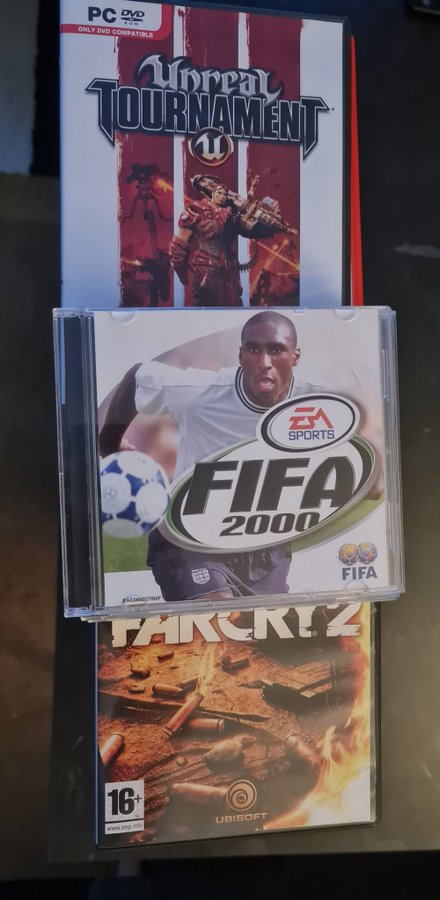 PC DVD
ROM
ONLY DVD COMPATIBLE
Unreal
TOURNAMENT
U
EA
SPORTS
FIFA
2000
FIFA
FARCRY 2
16+
www.pegi.info
UBISOFT